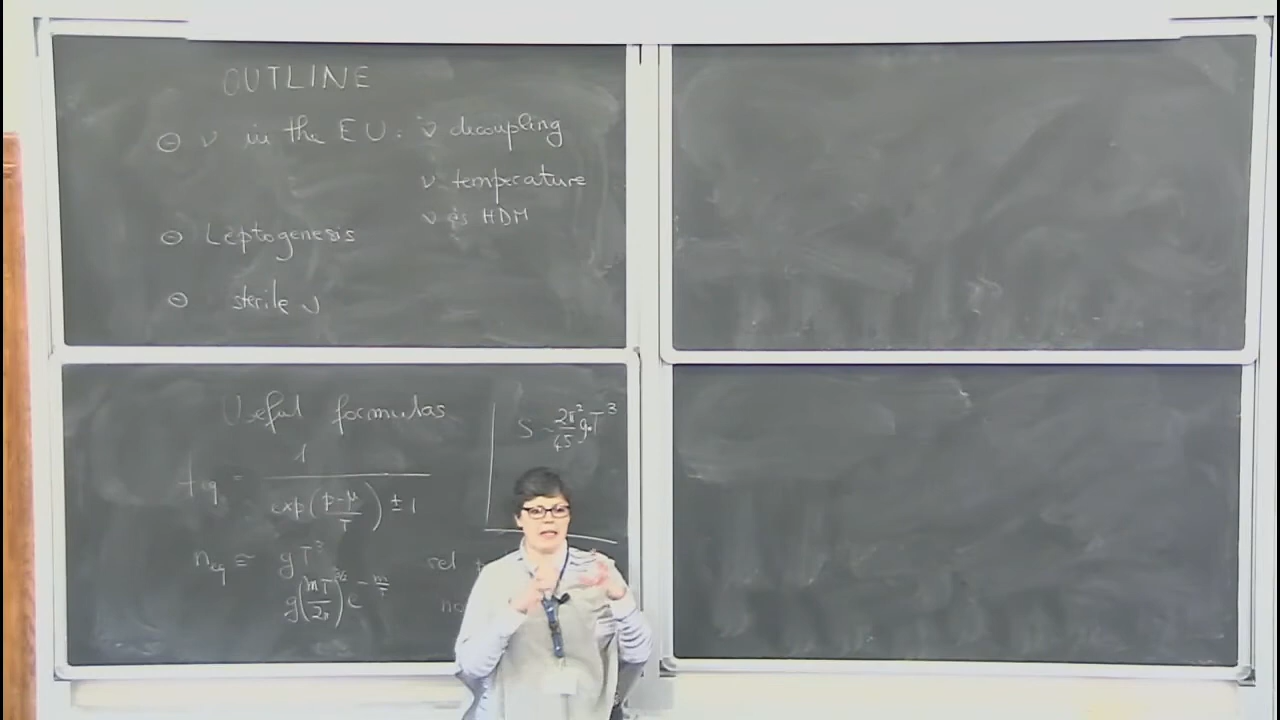 OUTLINE
⊖ ν in the EU: ν decoupling
ν temperature
ν as HDM
⊖ Leptogenesis
⊖ sterile ν
Useful formulas
f_eq = 1 / (exp((p-μ)/T) ± 1)
S ~ 2π²/45 g* T³
n_eq ≃ g T³ rel
g (mT/2π)^{3/2} e^{-m/T}